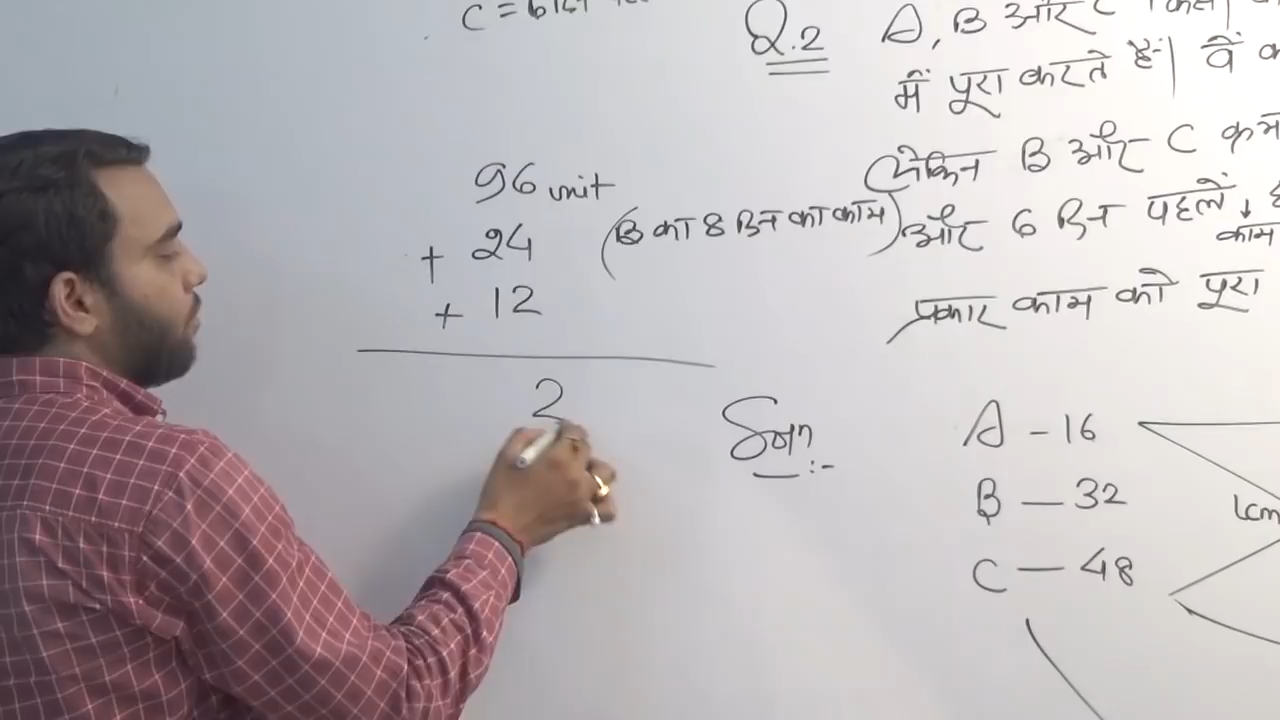 C = 6
Q.2 A, B और C किसी
में पूरा करते हैं। वें
लेकिन B और C काम
और 6 दिन पहलें
काम
प्रकार काम को पूरा
96 unit
+ 24 (B का 8 दिन का काम)
+ 12
2
Soln :-
A - 16
B — 32
C — 48
lcm